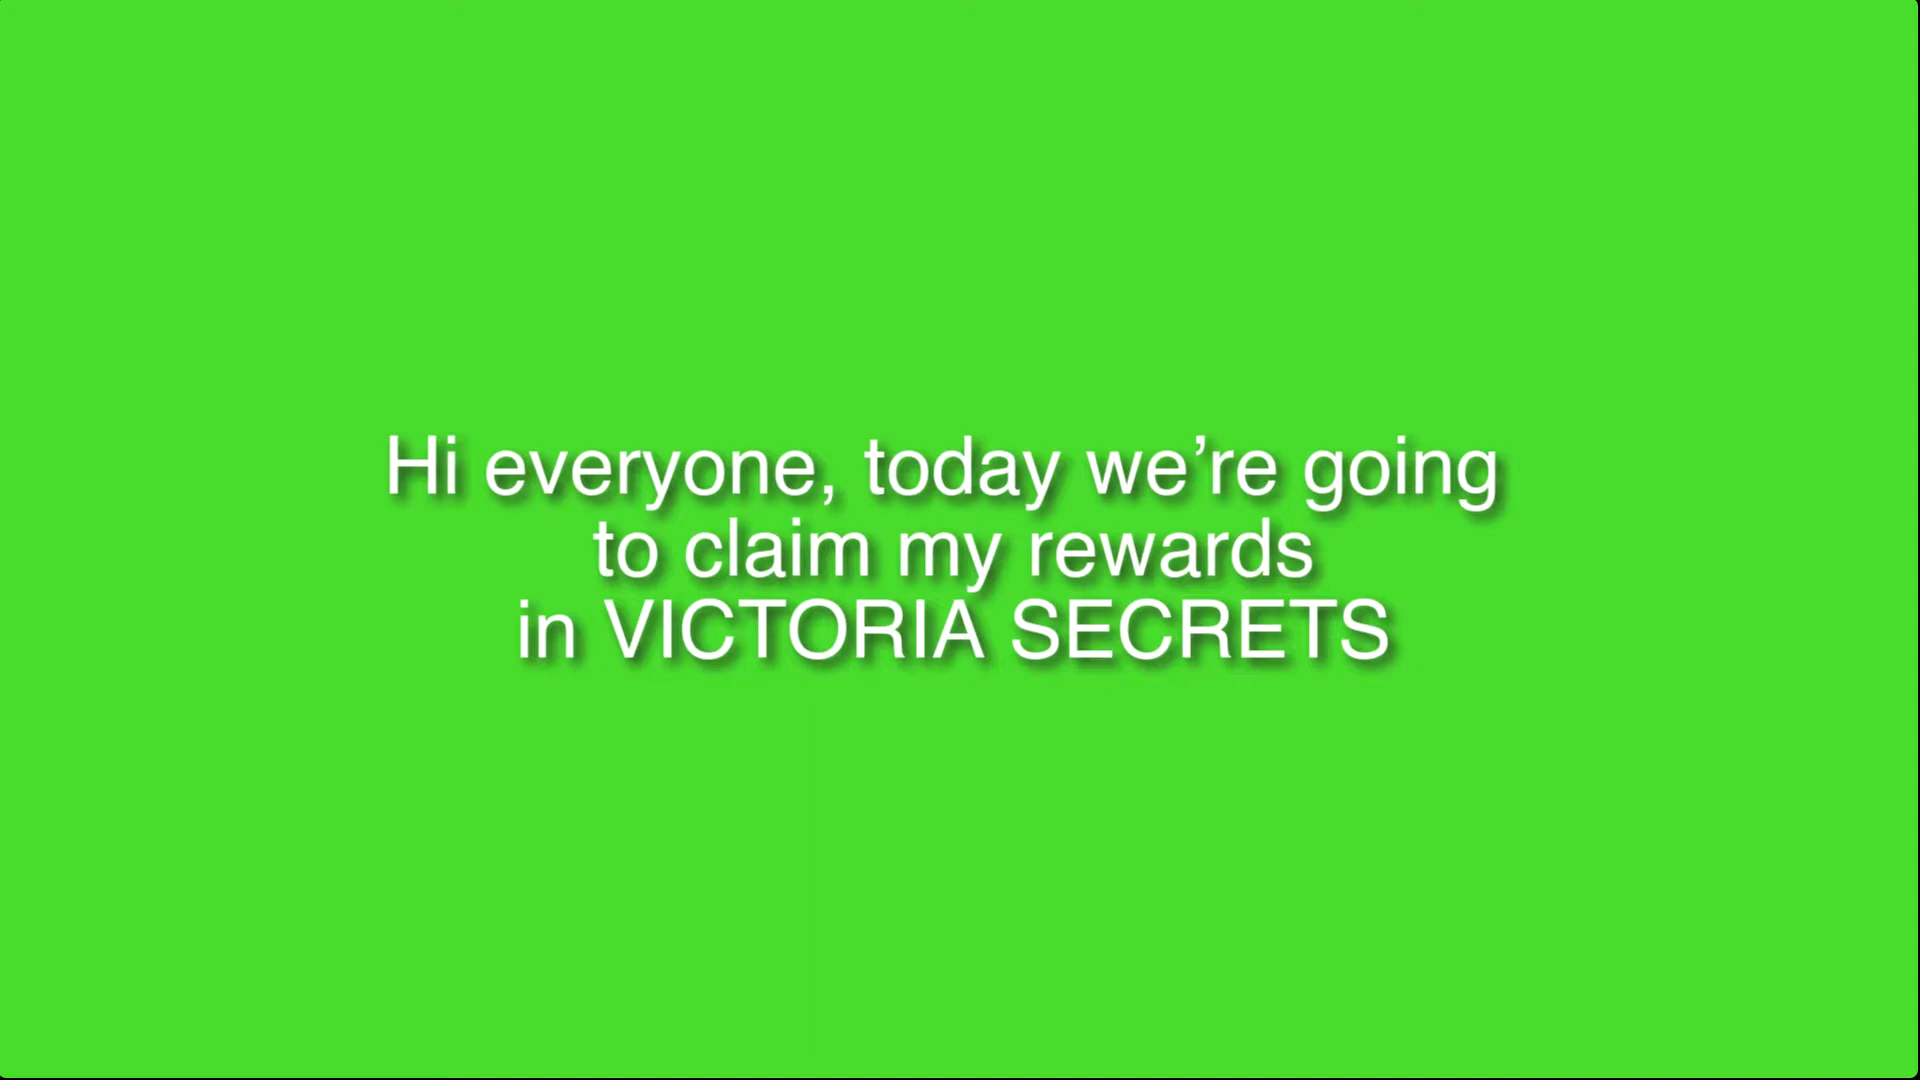 Hi everyone, today we’re going
to claim my rewards
in VICTORIA SECRETS